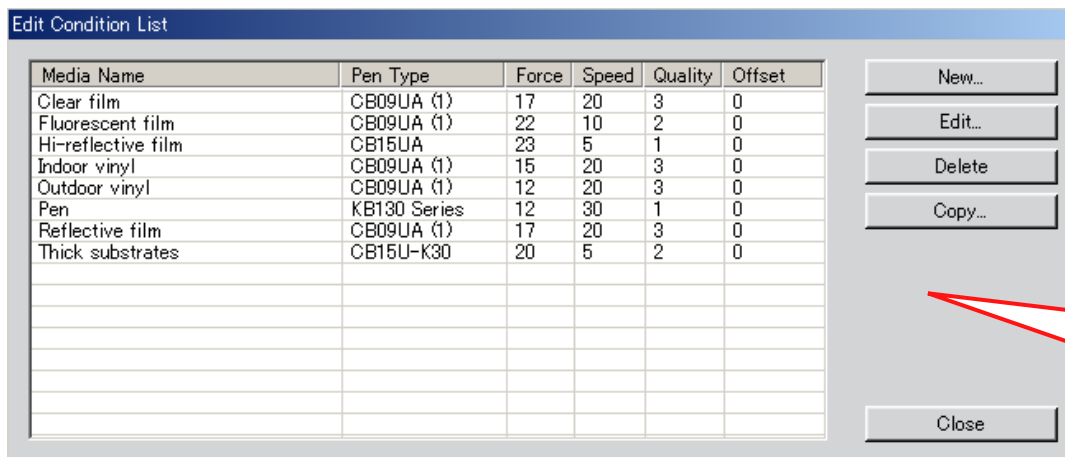 Edit Condition List
Media Name Pen Type Force Speed Quality Offset
Clear film CB09UA (1) 17 20 3 0
Fluorescent film CB09UA (1) 22 10 2 0
Hi-reflective film CB15UA 23 5 1 0
Indoor vinyl CB09UA (1) 15 20 3 0
Outdoor vinyl CB09UA (1) 12 20 3 0
Pen KB130 Series 12 30 1 0
Reflective film CB09UA (1) 17 20 3 0
Thick substrates CB15U-K30 20 5 2 0
New...
Edit...
Delete
Copy...
Close